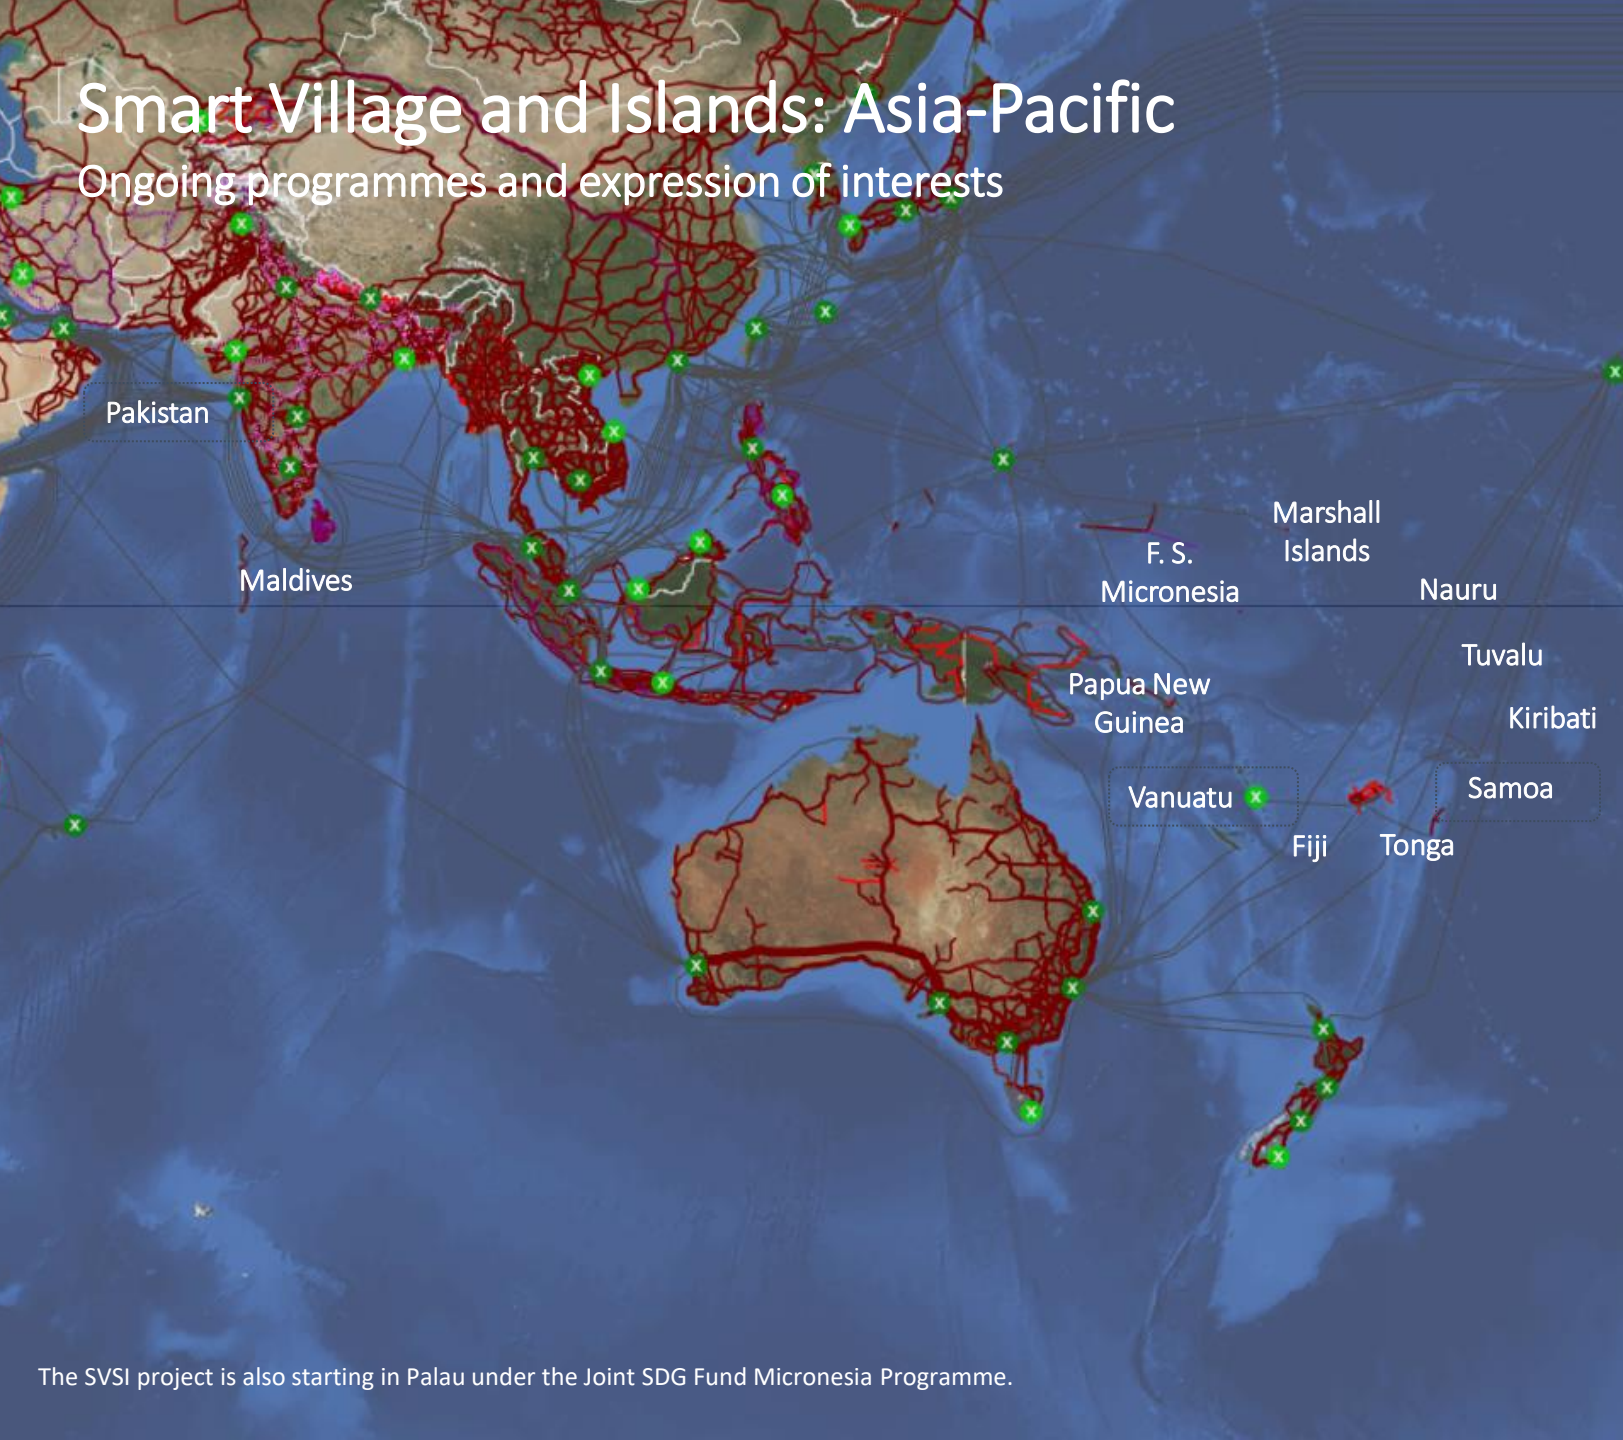 Smart Village and Islands: Asia-Pacific
Ongoing programmes and expression of interests
Pakistan
Maldives
Marshall
Islands
F. S.
Micronesia
Nauru
Tuvalu
Papua New
Guinea
Kiribati
Vanuatu
Samoa
Fiji
Tonga
The SVSI project is also starting in Palau under the Joint SDG Fund Micronesia Programme.